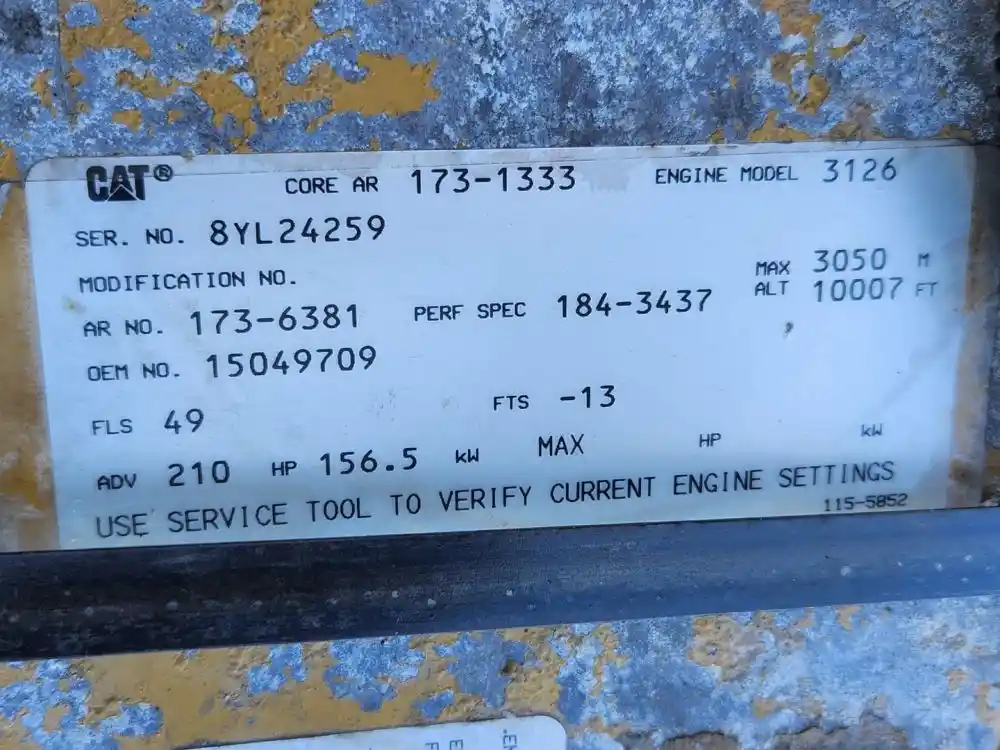 CAT® CORE AR 173-1333 ENGINE MODEL 3126
SER. NO. 8YL24259
MODIFICATION NO.
MAX 3050 M
ALT 10007 FT
AR NO. 173-6381 PERF SPEC 184-3437
OEM NO. 15049709
FLS 49 FTS -13
ADV 210 HP 156.5 kW MAX HP kW
USE SERVICE TOOL TO VERIFY CURRENT ENGINE SETTINGS
115-5852